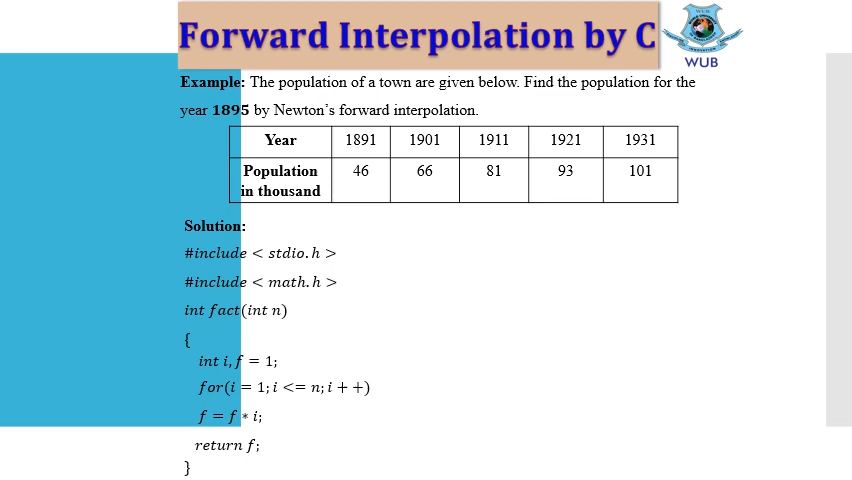 Forward Interpolation by C
WUB
WUB
Example: The population of a town are given below. Find the population for the
year 1895 by Newton's forward interpolation.
Year 1891 1901 1911 1921 1931
Population in thousand 46 66 81 93 101
Solution:
#include < stdio.h >
#include < math.h >
int fact(int n)
{
int i, f = 1;
for(i = 1; i <= n; i + +)
f = f * i;
return f;
}